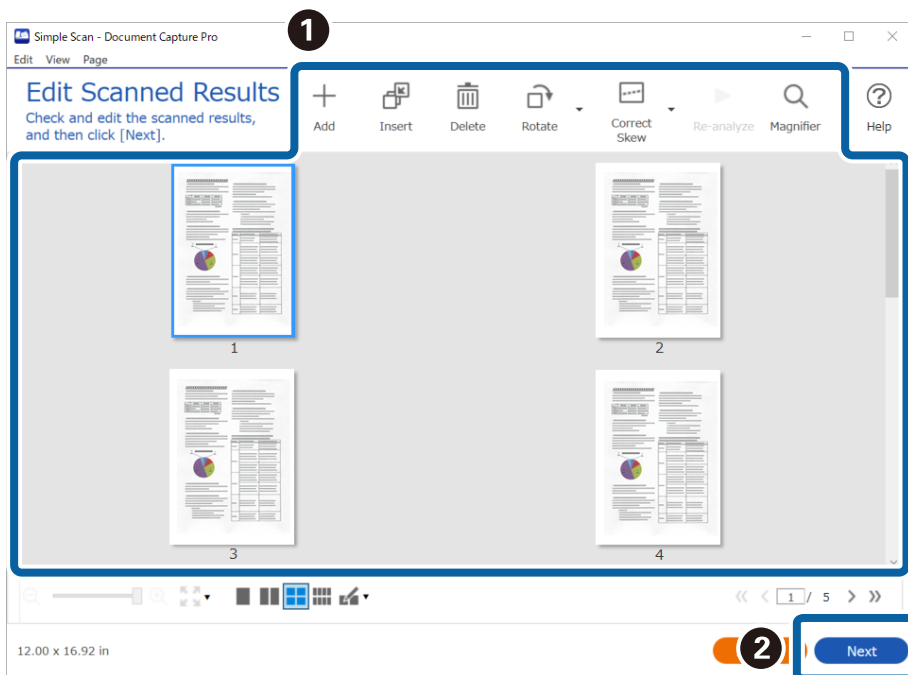 1
Simple Scan - Document Capture Pro
Edit View Page
Edit Scanned Results
Check and edit the scanned results,
and then click [Next].
Add
Insert
Delete
Rotate
Correct
Skew
Re-analyze
Magnifier
Help
1
2
3
4
1 / 5
12.00 x 16.92 in
2
Next